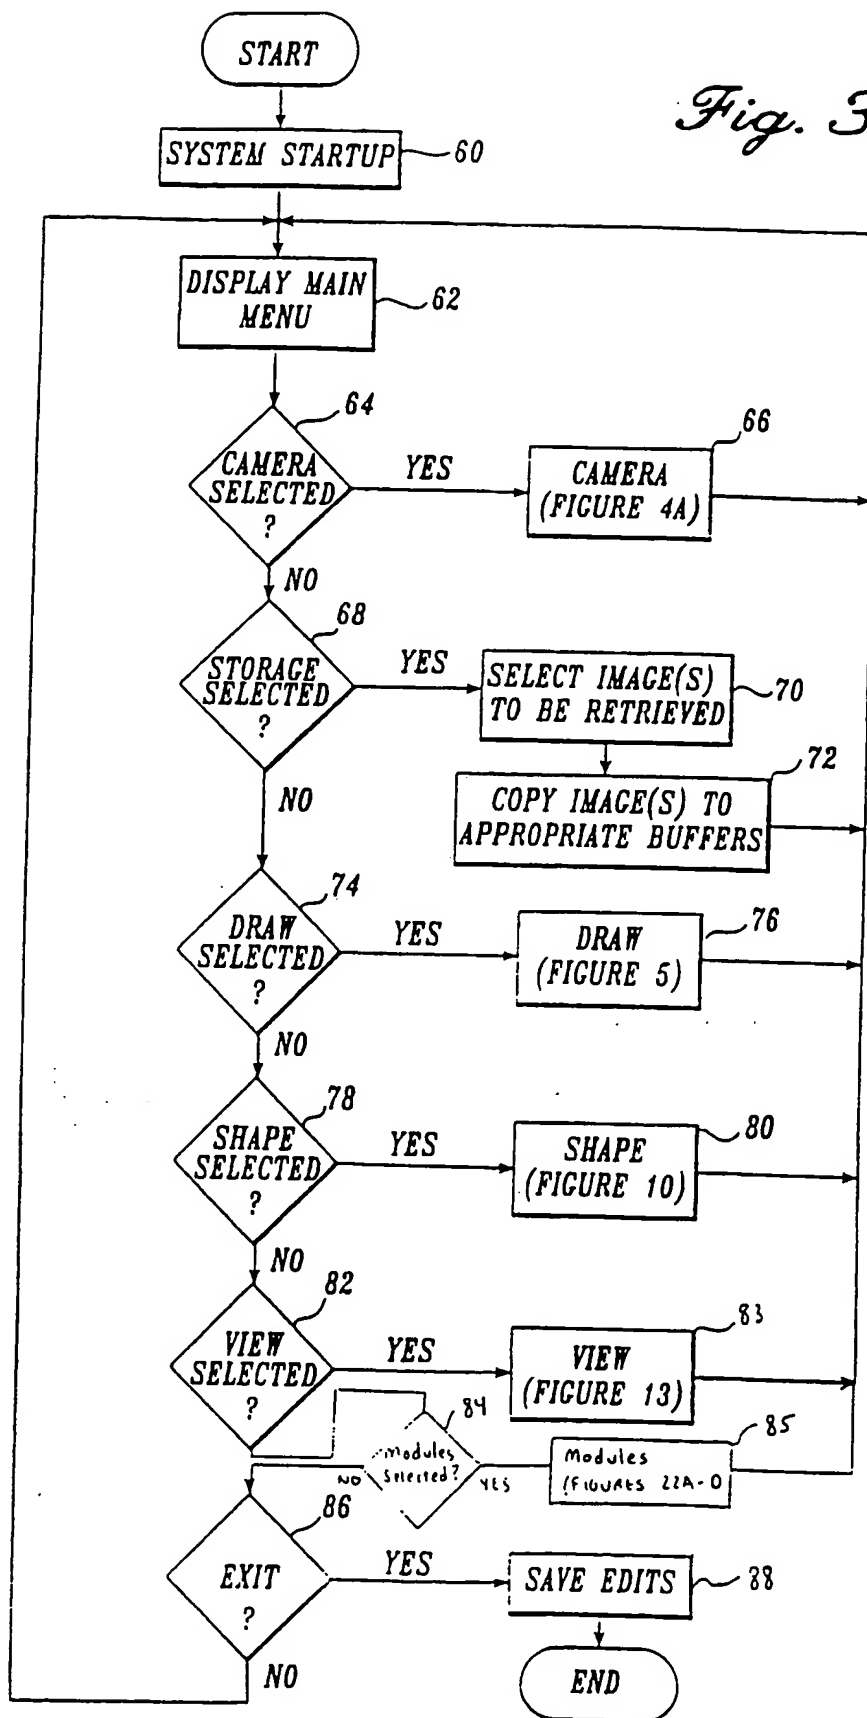 START
Fig. 3
SYSTEM STARTUP
60
DISPLAY MAIN
MENU
62
64
CAMERA
SELECTED
?
YES
66
CAMERA
(FIGURE 4A)
NO
68
STORAGE
SELECTED
?
YES
SELECT IMAGE(S)
TO BE RETRIEVED
70
72
COPY IMAGE(S) TO
APPROPRIATE BUFFERS
NO
74
DRAW
SELECTED
?
YES
76
DRAW
(FIGURE 5)
NO
78
SHAPE
SELECTED
?
YES
80
SHAPE
(FIGURE 10)
NO
82
VIEW
SELECTED
?
YES
83
VIEW
(FIGURE 13)
84
Modules
Selected?
NO
YES
85
Modules
(FIGURES 22A-O
86
EXIT
?
YES
SAVE EDITS
88
NO
END